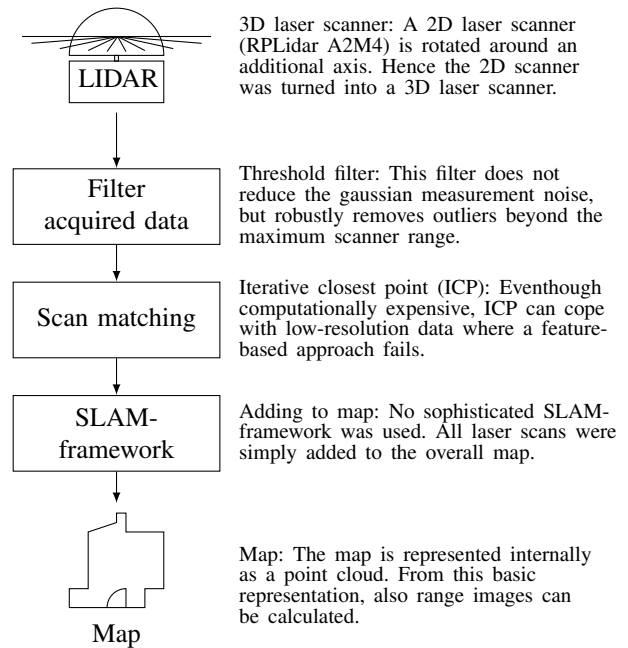 3D laser scanner: A 2D laser scanner
(RPLidar A2M4) is rotated around an
additional axis. Hence the 2D scanner
was turned into a 3D laser scanner.
LIDAR
Threshold filter: This filter does not
reduce the gaussian measurement noise,
but robustly removes outliers beyond the
maximum scanner range.
Filter
acquired data
Iterative closest point (ICP): Eventhough
computationally expensive, ICP can cope
with low-resolution data where a feature-
based approach fails.
Scan matching
Adding to map: No sophisticated SLAM-
framework was used. All laser scans were
simply added to the overall map.
SLAM-
framework
Map: The map is represented internally
as a point cloud. From this basic
representation, also range images can
be calculated.
Map